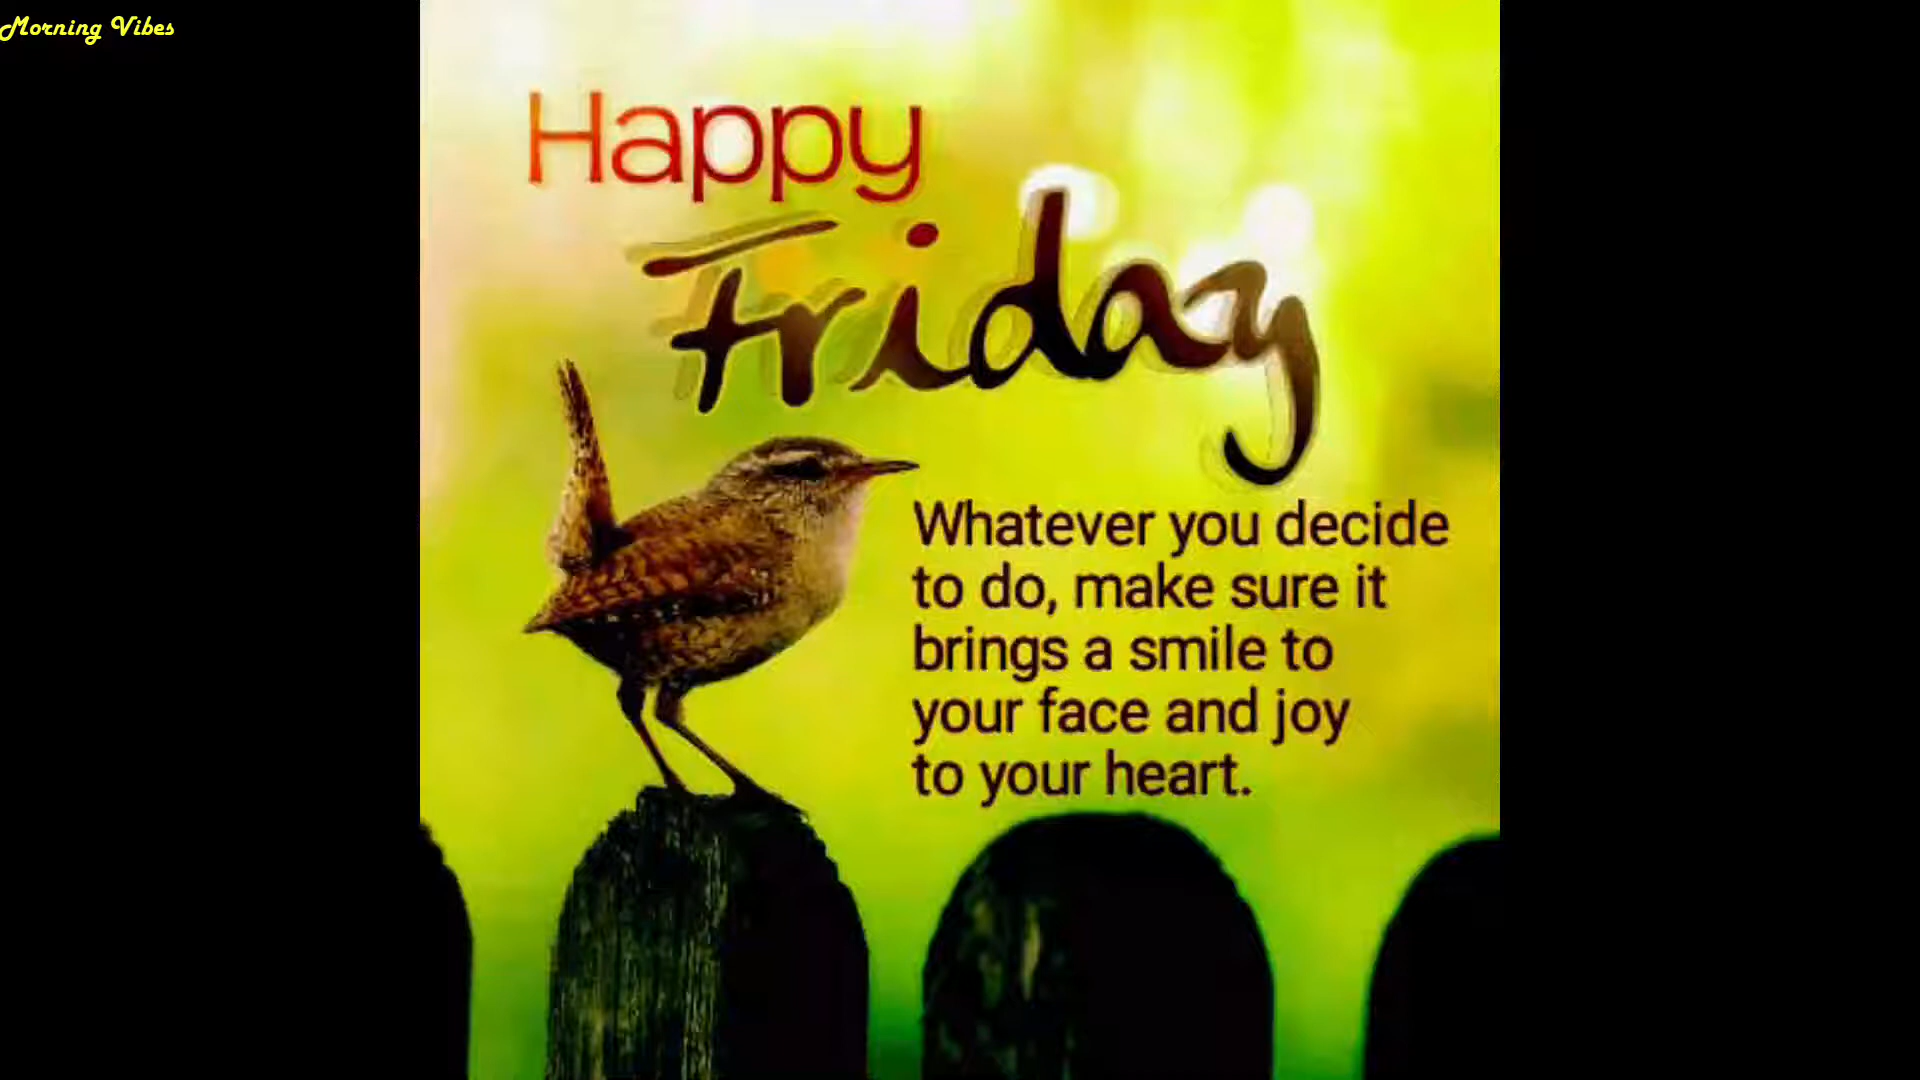 Morning Vibes
Happy
Friday
Whatever you decide
to do, make sure it
brings a smile to
your face and joy
to your heart.